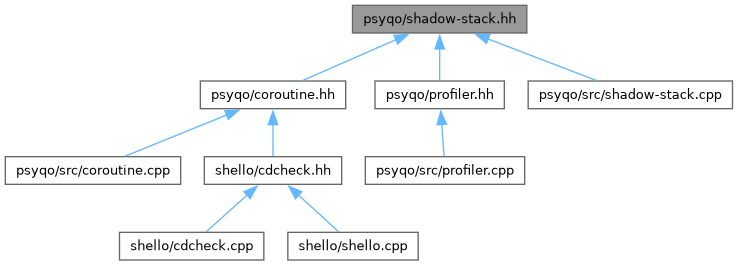 psyqo/shadow-stack.hh
psyqo/coroutine.hh
psyqo/profiler.hh
psyqo/src/shadow-stack.cpp
psyqo/src/coroutine.cpp
shello/cdcheck.hh
psyqo/src/profiler.cpp
shello/cdcheck.cpp
shello/shello.cpp